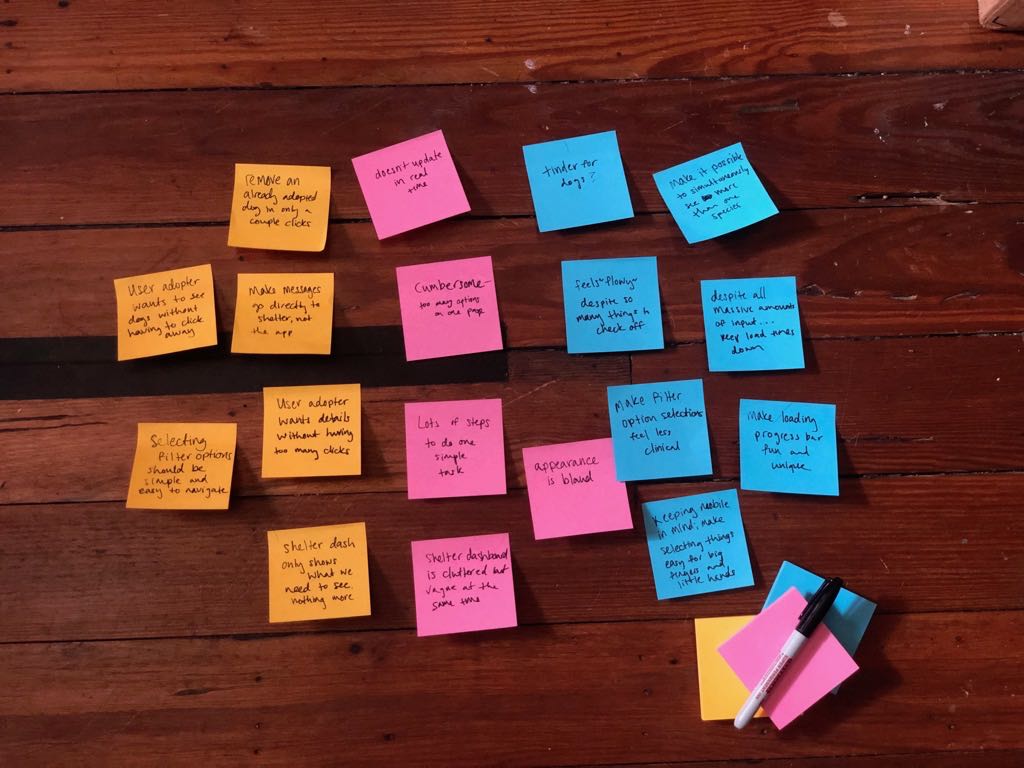 remove an
already adopted
dog in only a
couple clicks
doesn't update
in real
time
tinder for
dogs?
Make it possible
to simultaneously
see more
than one
species
User adopter
wants to see
dogs without
having to click
away
Make messages
go directly to
shelter, not
the app
Cumbersome—
too many options
on one page
feels "flowy"
despite so
many things to
check off
despite all
massive amounts
of input...
keep load times
down
Selecting
Filter options
should be
simple and
easy to navigate
User adopter
wants details
without having
too many clicks
Lots of steps
to do one
simple
task
appearance
is bland
Make Filter
option selections
feel less
clinical
Make loading
progress bar
fun and
unique
Shelter dash
only shows
what we
need to see,
nothing more
Shelter dashboard
is cluttered but
vague at the
same time
Keeping mobile
in mind; make
selecting things
easy for big
fingers and
little hands